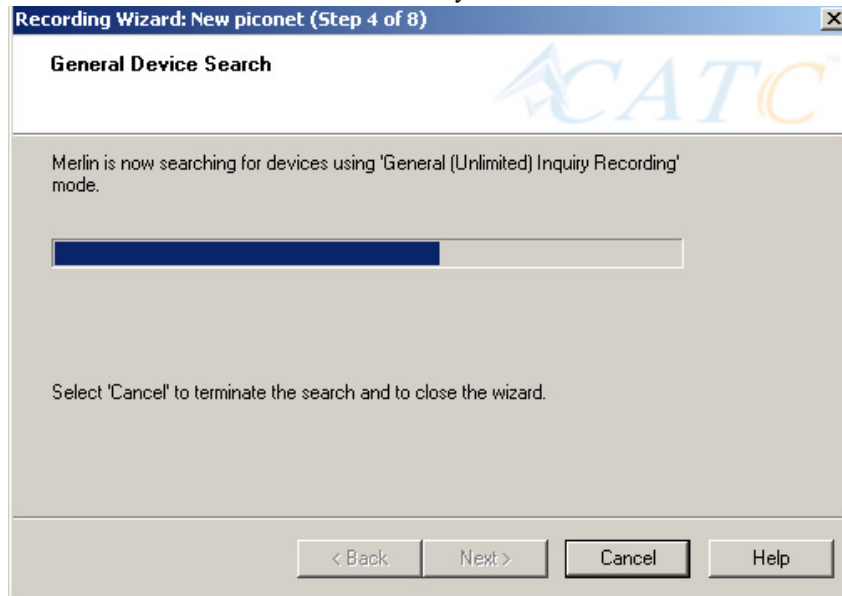 Recording Wizard: New piconet (Step 4 of 8)
General Device Search
CATC
Merlin is now searching for devices using 'General (Unlimited) Inquiry Recording'
mode.
Select 'Cancel' to terminate the search and to close the wizard.
< Back Next > Cancel Help